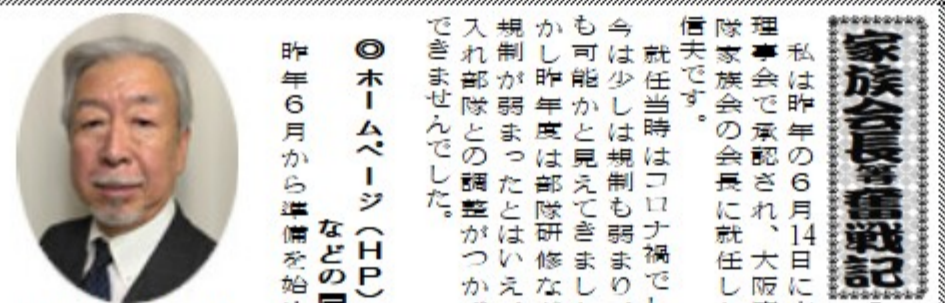 家族会長等奮戦記
私は昨年の6月14日に
理事会で承認され、大阪
隊家族会の会長に就任し
信夫です。
就任当時はコロナ禍で
今は少しは規制も弱まり
も可能かと見えてきまし
かし昨年度は部隊研修な
規制が弱まったとはいえ
入れ部隊との調整がつか
できませんでした。
◎ホームページ（HP）
などの
昨年6月から準備を始